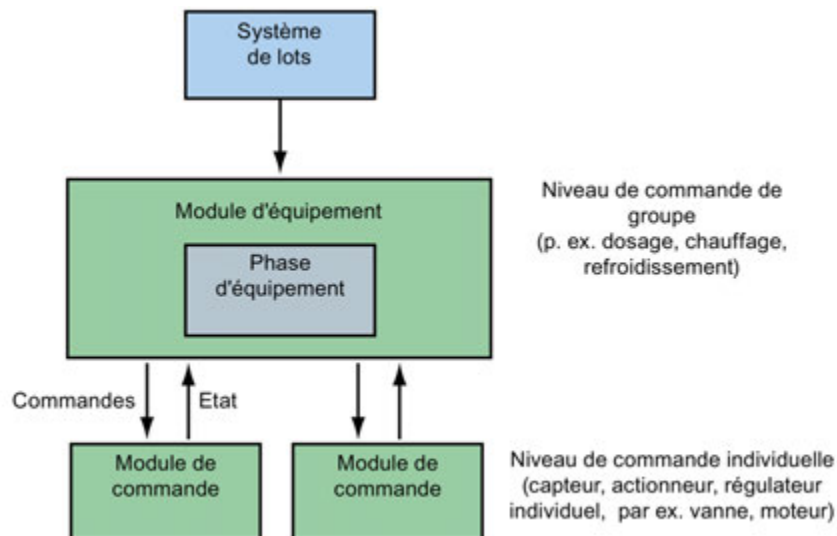 Système
de lots
Module d'équipement
Phase
d'équipement
Niveau de commande de
groupe
(p. ex. dosage, chauffage,
refroidissement)
Commandes
Etat
Module de
commande
Module de
commande
Niveau de commande individuelle
(capteur, actionneur, régulateur
individuel, par ex. vanne, moteur)